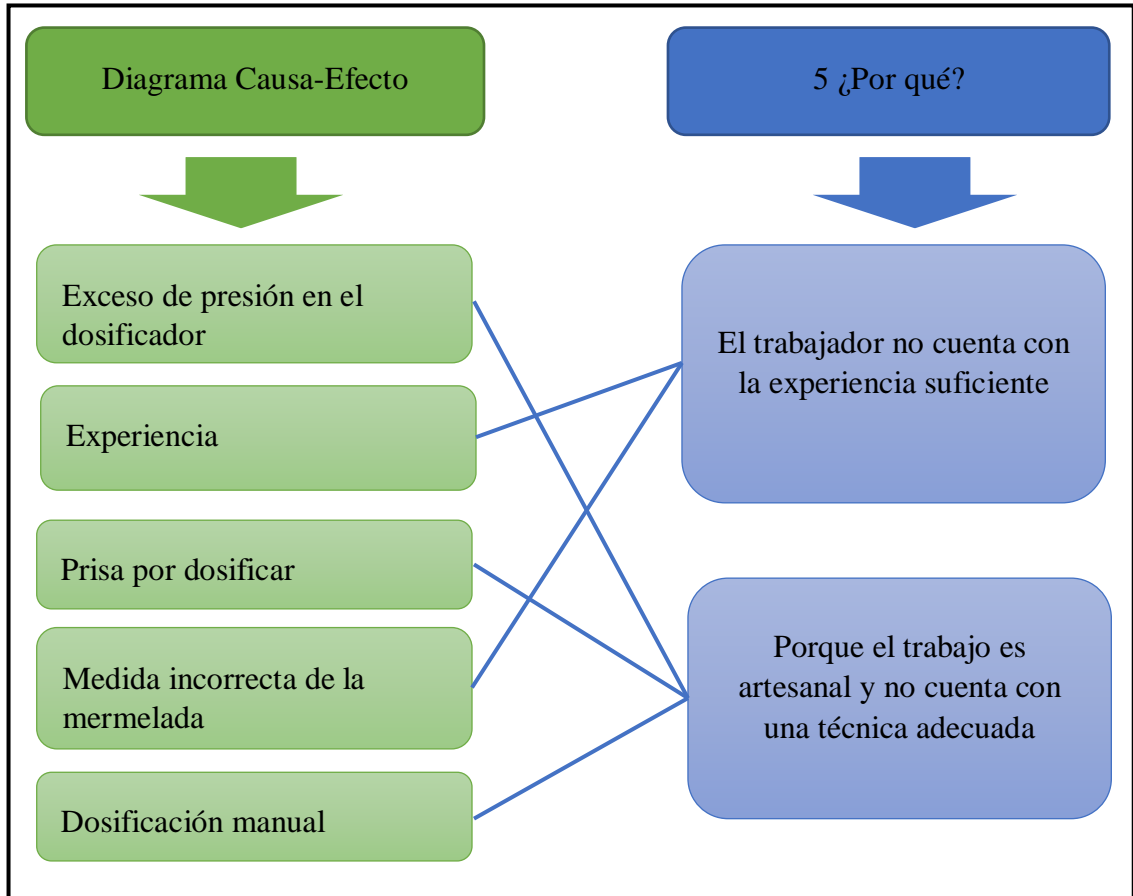 Diagrama Causa-Efecto
5 ¿Por qué?
Exceso de presión en el
dosificador
Experiencia
Prisa por dosificar
Medida incorrecta de la
mermelada
Dosificación manual
El trabajador no cuenta con
la experiencia suficiente
Porque el trabajo es
artesanal y no cuenta con
una técnica adecuada